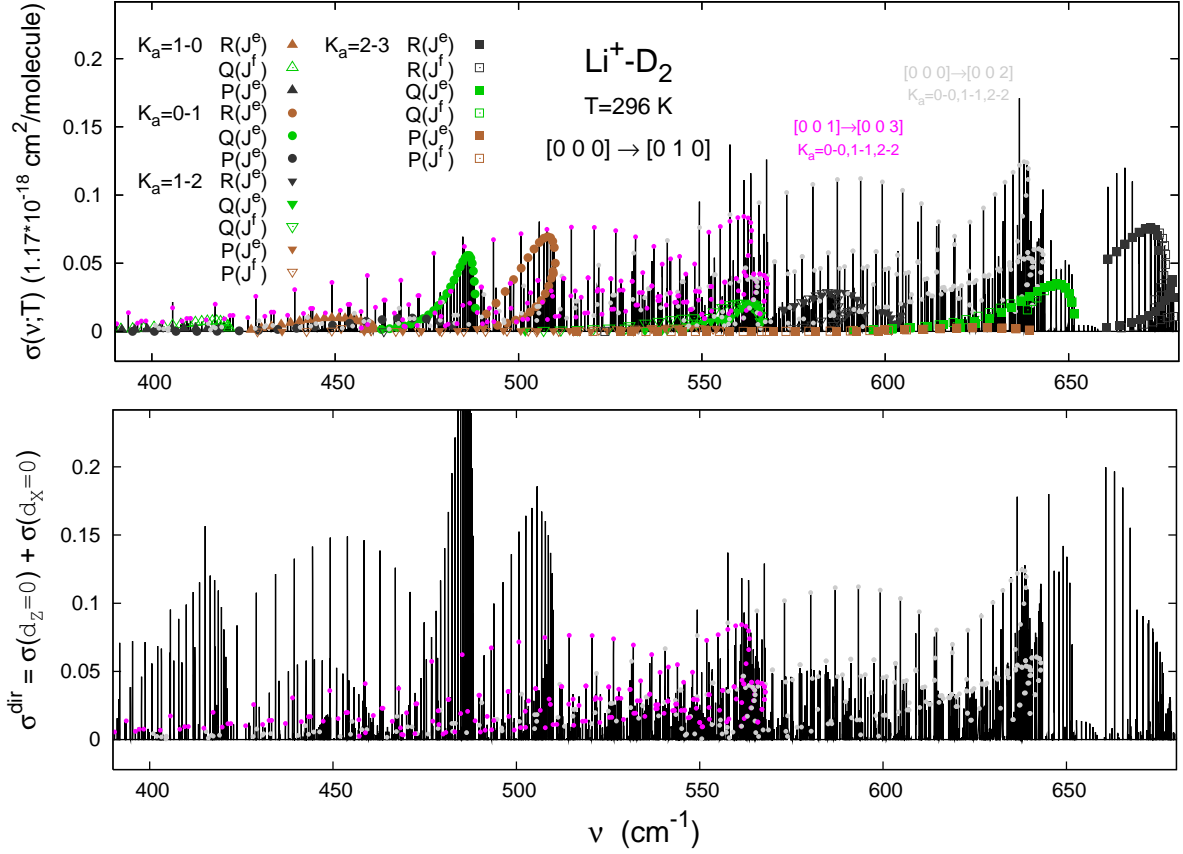 0.2
0.15
0.1
0.05
0
σ(ν;T) (1.17*10⁻¹⁸ cm²/molecule)
Kₐ=1-0 R(Jᵉ)
Q(Jᶠ)
P(Jᵉ)
Kₐ=0-1 R(Jᵉ)
Q(Jᵉ)
P(Jᵉ)
Kₐ=1-2 R(Jᵉ)
Q(Jᵉ)
Q(Jᶠ)
P(Jᵉ)
P(Jᶠ)
Kₐ=2-3 R(Jᵉ)
R(Jᶠ)
Q(Jᵉ)
Q(Jᶠ)
P(Jᵉ)
P(Jᶠ)
Li⁺-D₂
T=296 K
[0 0 0] → [0 1 0]
[0 0 1]→[0 0 3]
Kₐ=0-0,1-1,2-2
[0 0 0]→[0 0 2]
Kₐ=0-0,1-1,2-2
400 450 500 550 600 650
0.2
0.15
0.1
0.05
0
σᵈⁱʳ = σ(d_Z=0) + σ(d_X=0)
400 450 500 550 600 650
ν (cm⁻¹)